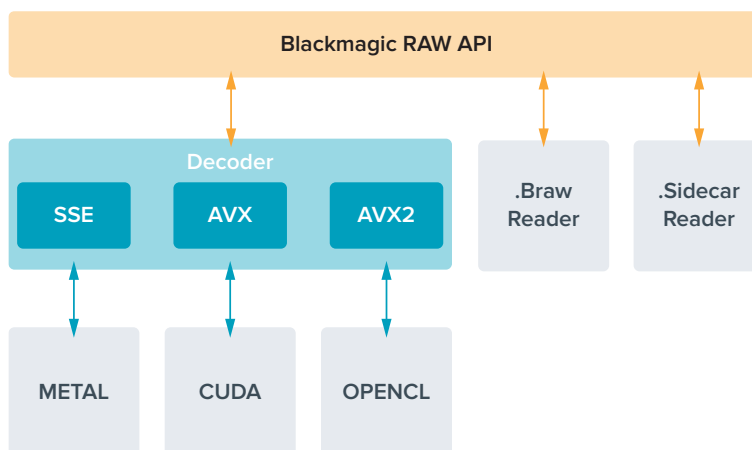 Blackmagic RAW API
Decoder
SSE
AVX
AVX2
.Braw
Reader
.Sidecar
Reader
METAL
CUDA
OPENCL